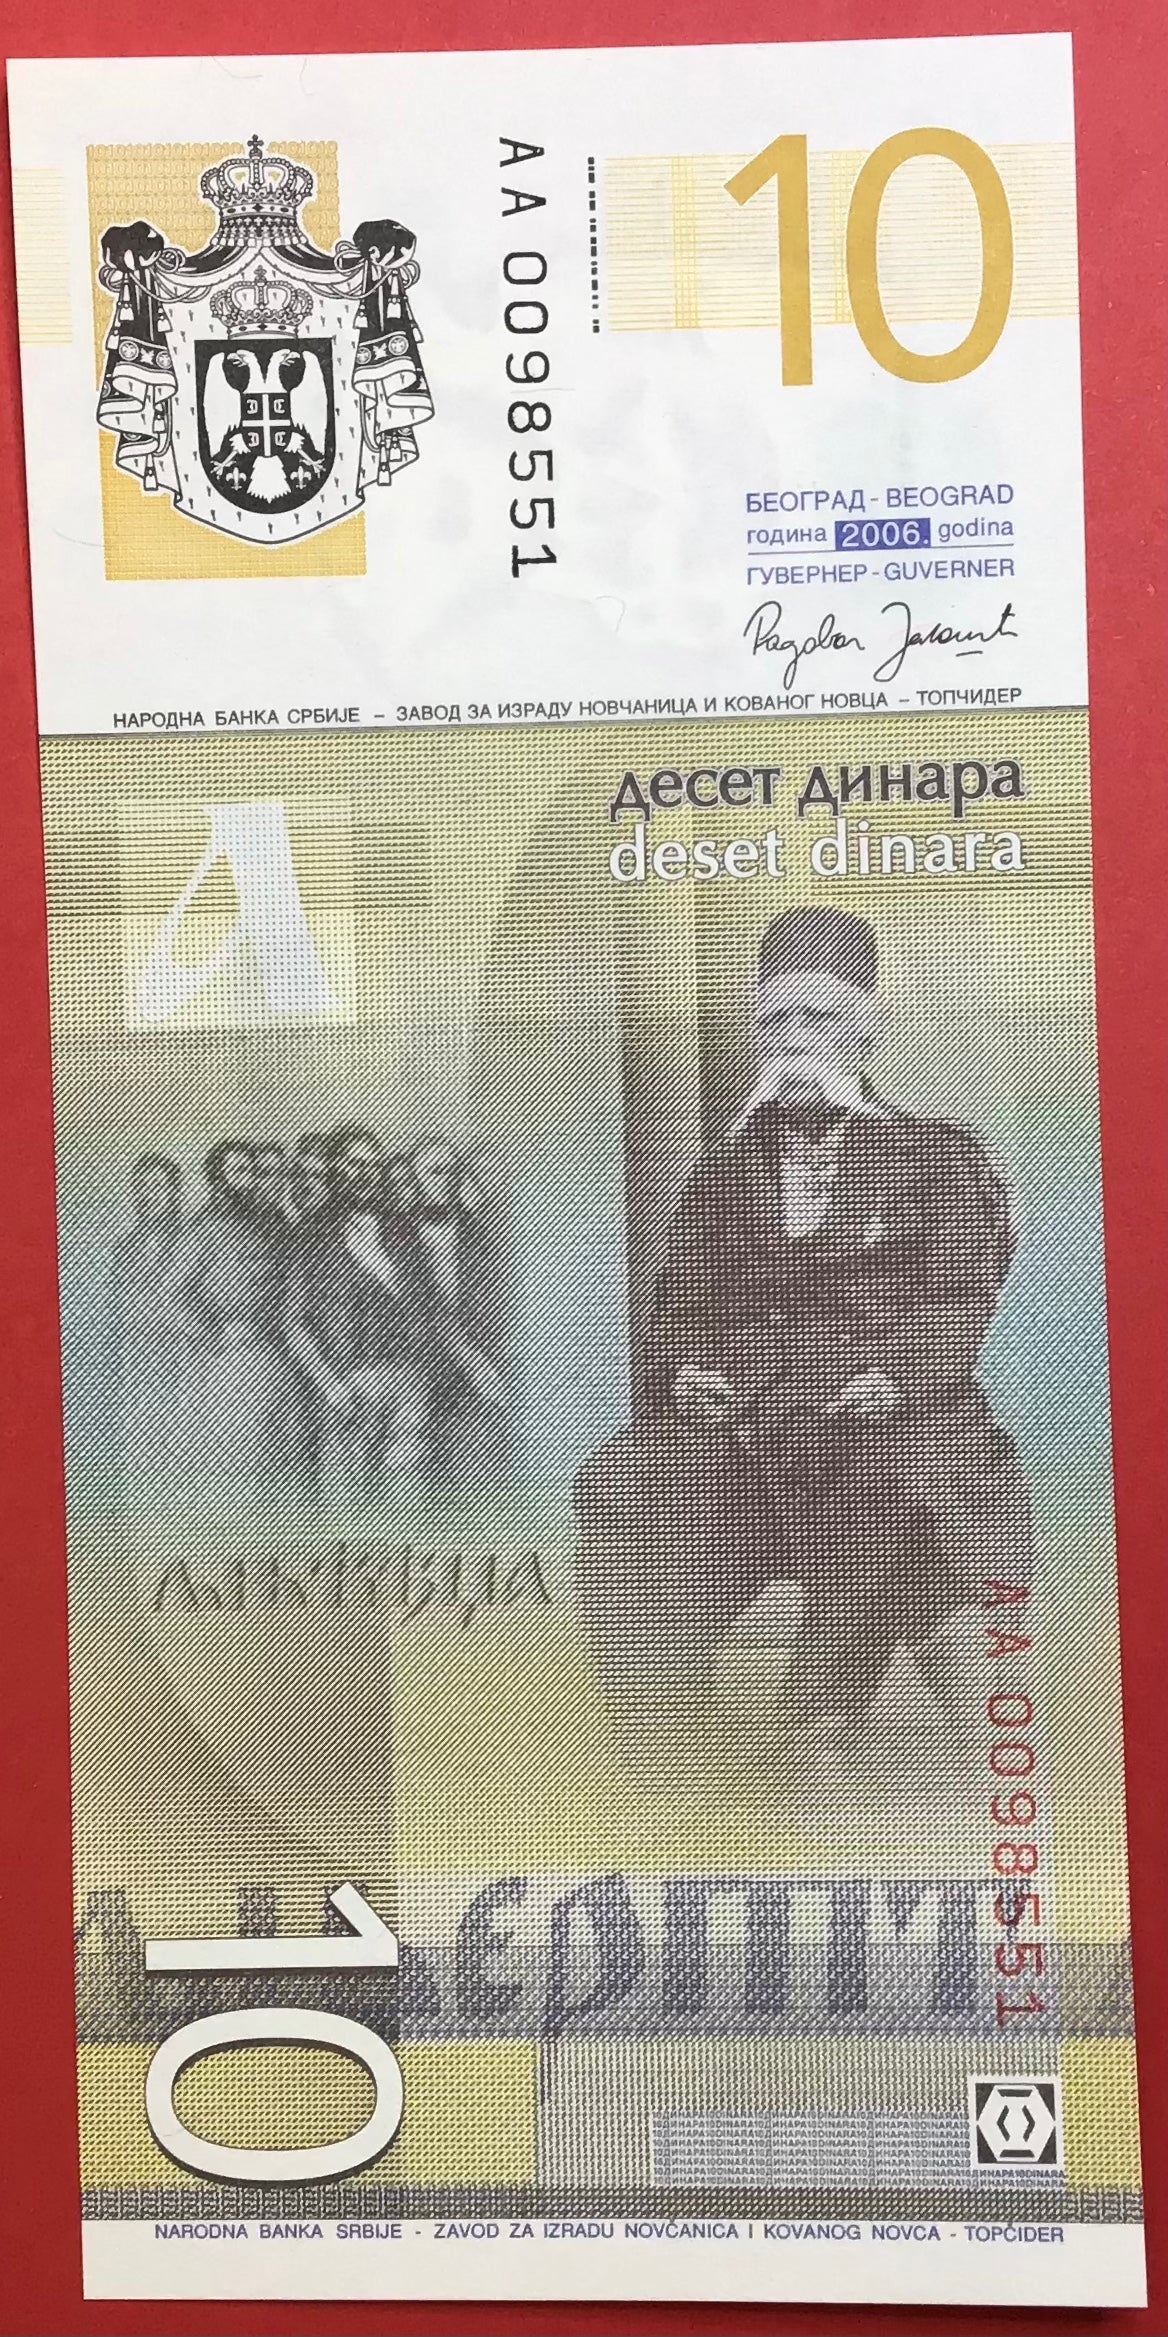 10
AA 0098551
БЕОГРАД - BEOGRAD
година 2006. godina
ГУВЕРНЕР - GUVERNER
НАРОДНА БАНКА СРБИЈЕ – ЗАВОД ЗА ИЗРАДУ НОВЧАНИЦА И КОВАНОГ НОВЦА – ТОПЧИДЕР
десет динара
deset dinara
AA 0098551
10
10ДИНАРА10DINARA10ДИНАРА10DINARA
NARODNA BANKA SRBIJE - ZAVOD ZA IZRADU NOVČANICA I KOVANOG NOVCA - TOPČIDER